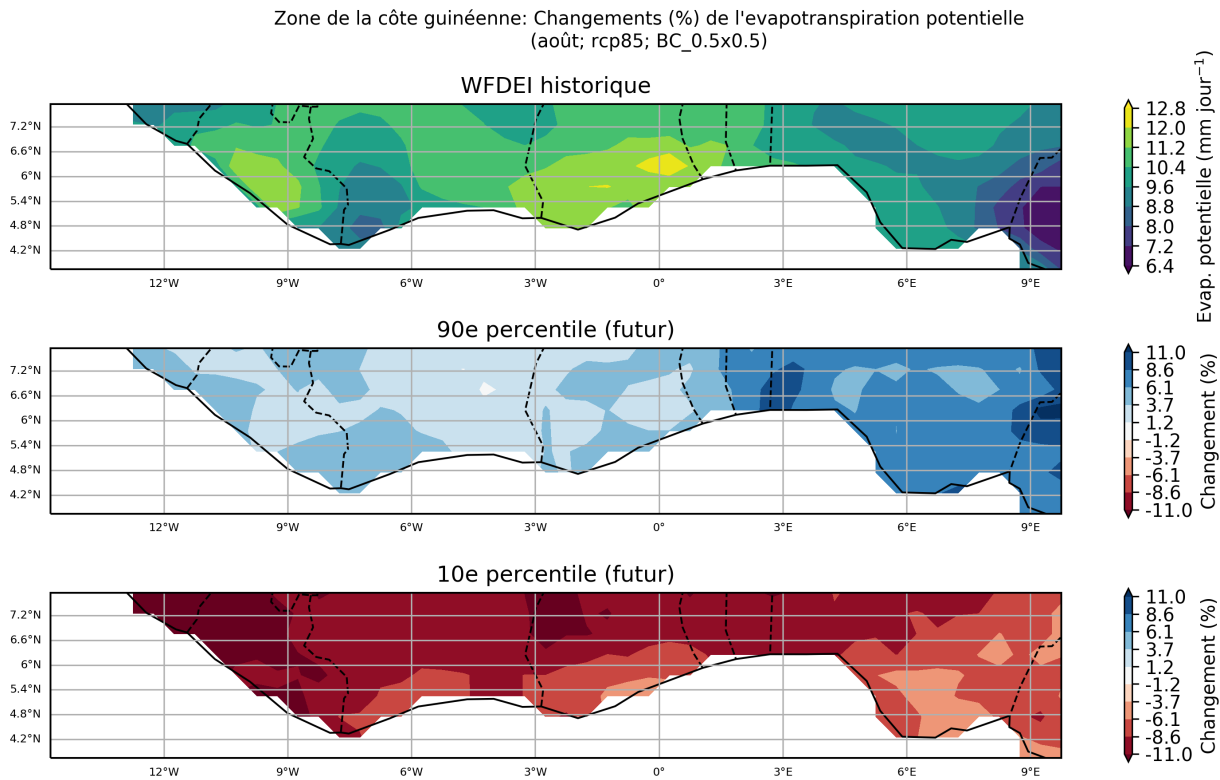 Zone de la côte guinéenne: Changements (%) de l'evapotranspiration potentielle
(août; rcp85; BC_0.5x0.5)
WFDEI historique
7.2°N
6.6°N
6°N
5.4°N
4.8°N
4.2°N
12°W 9°W 6°W 3°W 0° 3°E 6°E 9°E
12.8
12.0
11.2
10.4
9.6
8.8
8.0
7.2
6.4
Evap. potentielle (mm jour⁻¹)
90e percentile (futur)
7.2°N
6.6°N
6°N
5.4°N
4.8°N
4.2°N
12°W 9°W 6°W 3°W 0° 3°E 6°E 9°E
11.0
8.6
6.1
3.7
1.2
-1.2
-3.7
-6.1
-8.6
-11.0
Changement (%)
10e percentile (futur)
7.2°N
6.6°N
6°N
5.4°N
4.8°N
4.2°N
12°W 9°W 6°W 3°W 0° 3°E 6°E 9°E
11.0
8.6
6.1
3.7
1.2
-1.2
-3.7
-6.1
-8.6
-11.0
Changement (%)